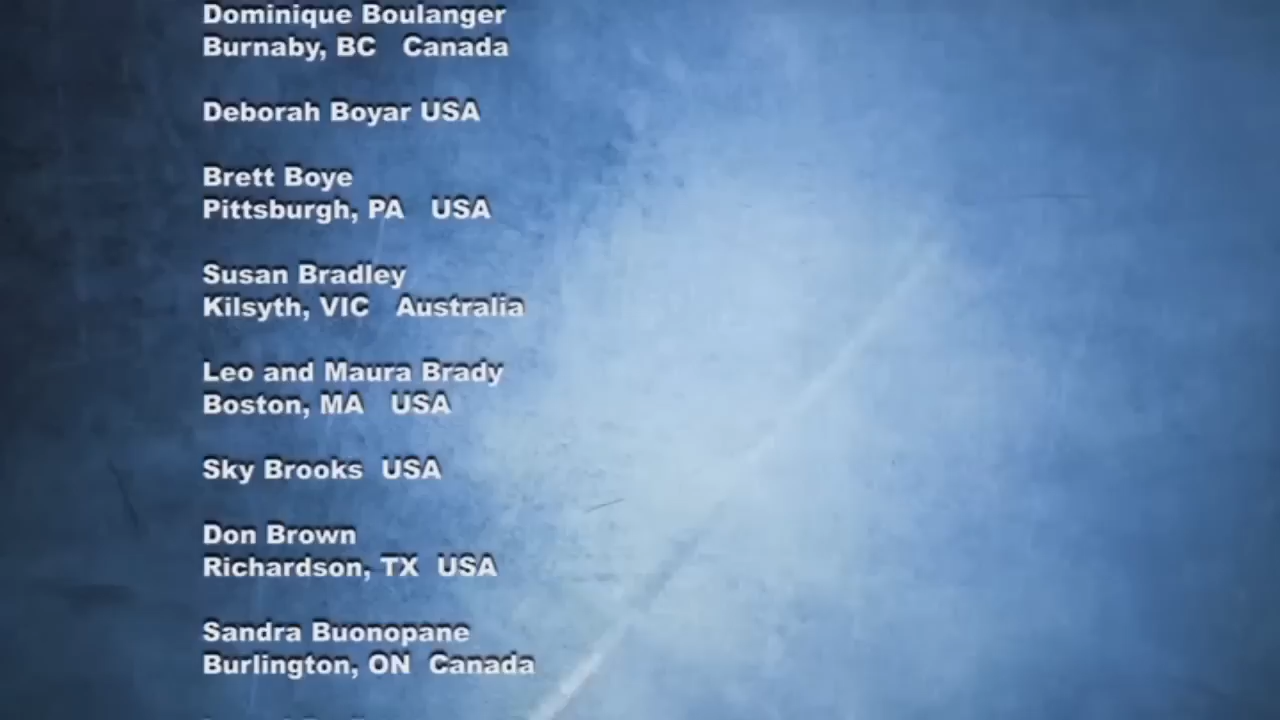 Dominique Boulanger
Burnaby, BC Canada
Deborah Boyar USA
Brett Boye
Pittsburgh, PA USA
Susan Bradley
Kilsyth, VIC Australia
Leo and Maura Brady
Boston, MA USA
Sky Brooks USA
Don Brown
Richardson, TX USA
Sandra Buonopane
Burlington, ON Canada